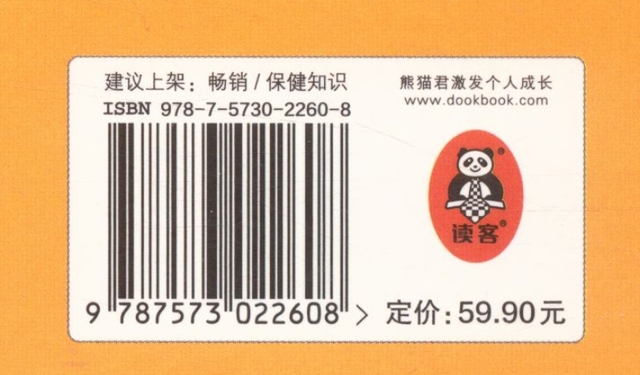 建议上架：畅销/保健知识
ISBN 978-7-5730-2260-8
9 787573 022608 >
熊猫君激发个人成长
www.dookbook.com
读客®
定价：59.90元